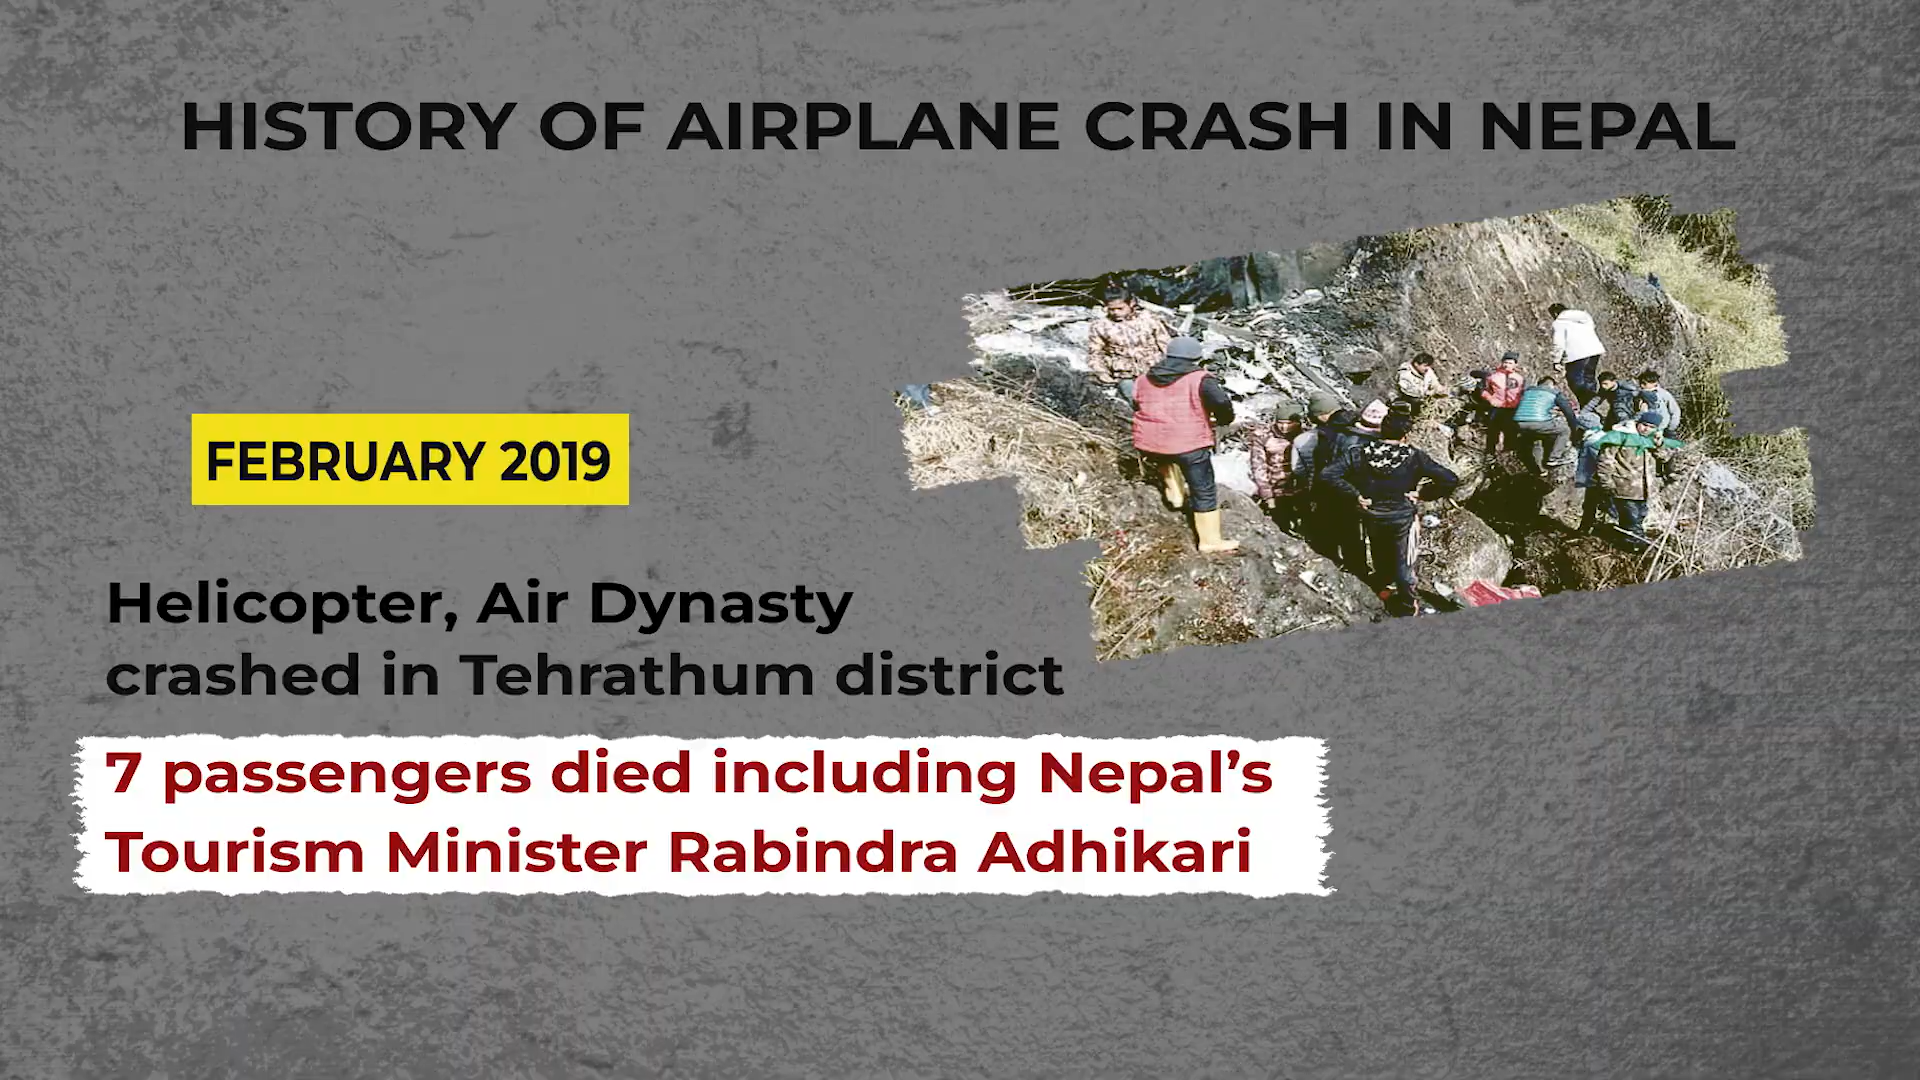 HISTORY OF AIRPLANE CRASH IN NEPAL
FEBRUARY 2019
Helicopter, Air Dynasty
crashed in Tehrathum district
7 passengers died including Nepal’s
Tourism Minister Rabindra Adhikari